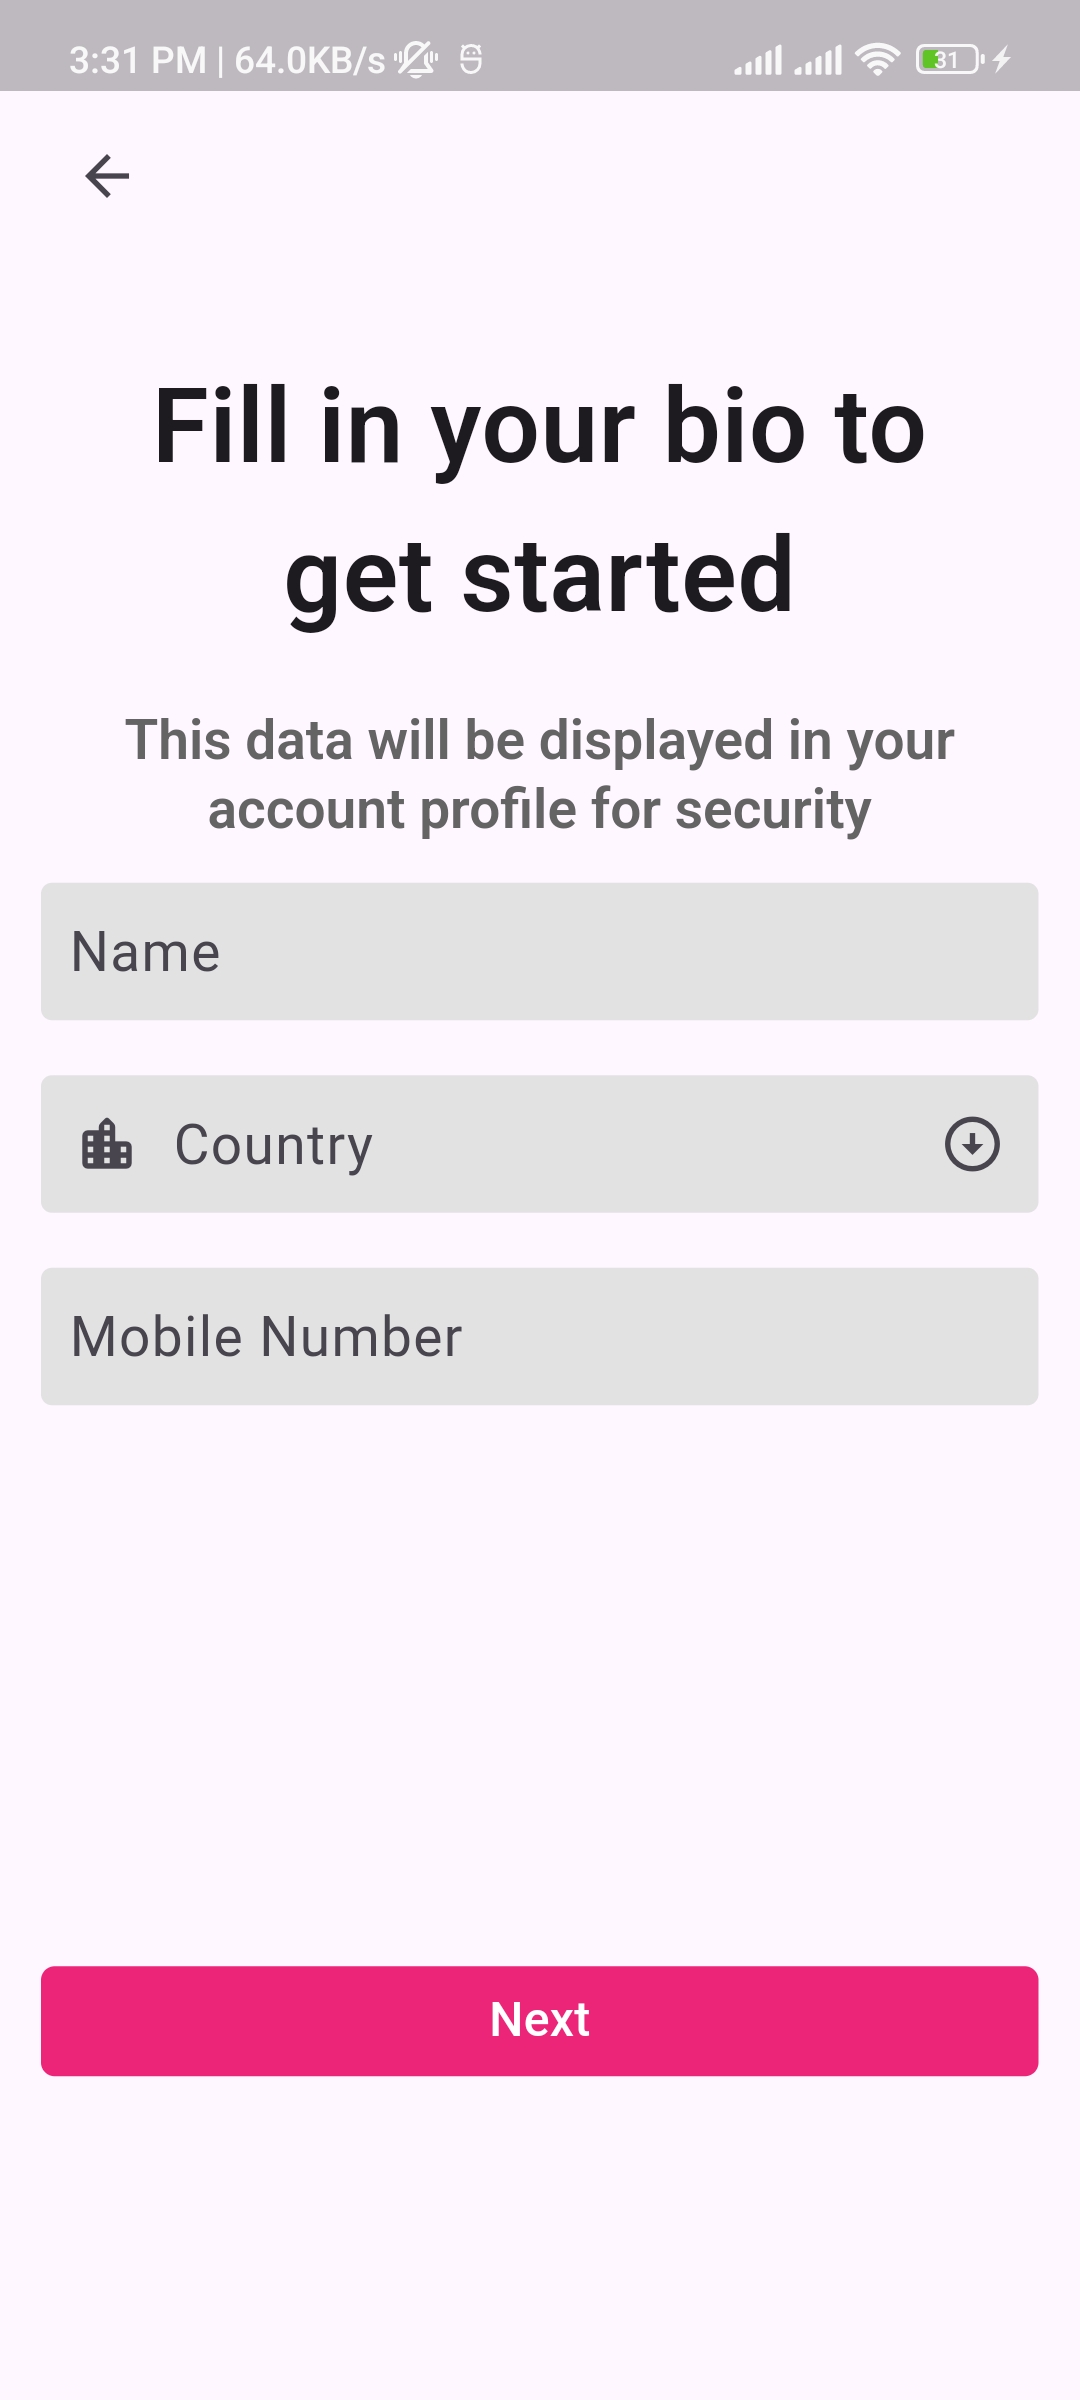 3:31 PM | 64.0KB/s
31
Fill in your bio to
get started
This data will be displayed in your
account profile for security
Name
Country
Mobile Number
Next